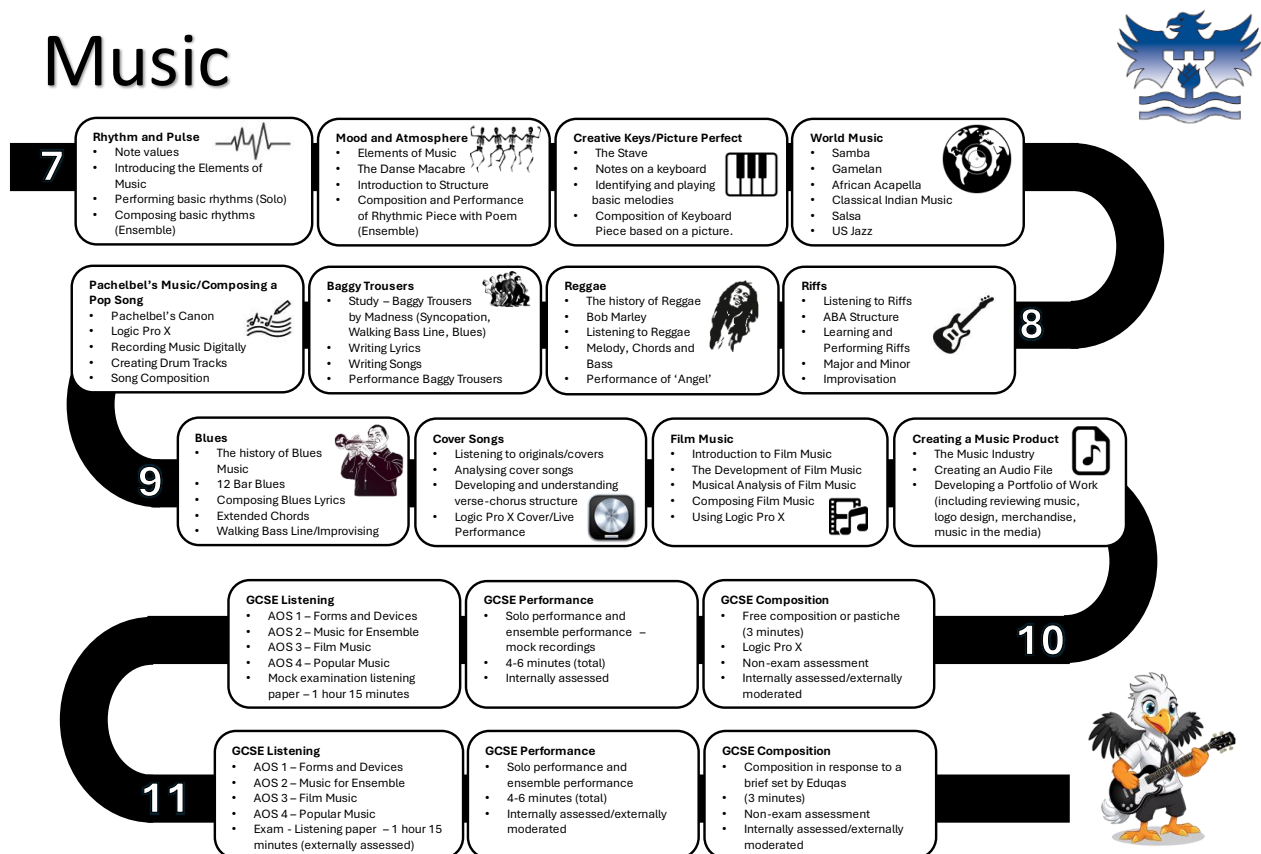 Music
7
Rhythm and Pulse
• Note values
• Introducing the Elements of
Music
• Performing basic rhythms (Solo)
• Composing basic rhythms
(Ensemble)
Mood and Atmosphere
• Elements of Music
• The Danse Macabre
• Introduction to Structure
• Composition and Performance
of Rhythmic Piece with Poem
(Ensemble)
Creative Keys/Picture Perfect
• The Stave
• Notes on a keyboard
• Identifying and playing
basic melodies
• Composition of Keyboard
Piece based on a picture.
World Music
• Samba
• Gamelan
• African Acapella
• Classical Indian Music
• Salsa
• US Jazz
8
Riffs
• Listening to Riffs
• ABA Structure
• Learning and
Performing Riffs
• Major and Minor
• Improvisation
Reggae
• The history of Reggae
• Bob Marley
• Listening to Reggae
• Melody, Chords and
Bass
• Performance of ‘Angel’
Baggy Trousers
• Study – Baggy Trousers
by Madness (Syncopation,
Walking Bass Line, Blues)
• Writing Lyrics
• Writing Songs
• Performance Baggy Trousers
Pachelbel’s Music/Composing a
Pop Song
• Pachelbel’s Canon
• Logic Pro X
• Recording Music Digitally
• Creating Drum Tracks
• Song Composition
9
Blues
• The history of Blues
Music
• 12 Bar Blues
• Composing Blues Lyrics
• Extended Chords
• Walking Bass Line/Improvising
Cover Songs
• Listening to originals/covers
• Analysing cover songs
• Developing and understanding
verse-chorus structure
• Logic Pro X Cover/Live
Performance
Film Music
• Introduction to Film Music
• The Development of Film Music
• Musical Analysis of Film Music
• Composing Film Music
• Using Logic Pro X
Creating a Music Product
• The Music Industry
• Creating an Audio File
• Developing a Portfolio of Work
(including reviewing music,
logo design, merchandise,
music in the media)
10
GCSE Composition
• Free composition or pastiche
(3 minutes)
• Logic Pro X
• Non-exam assessment
• Internally assessed/externally
moderated
GCSE Performance
• Solo performance and
ensemble performance –
mock recordings
• 4-6 minutes (total)
• Internally assessed
GCSE Listening
• AOS 1 – Forms and Devices
• AOS 2 – Music for Ensemble
• AOS 3 – Film Music
• AOS 4 – Popular Music
• Mock examination listening
paper – 1 hour 15 minutes
11
GCSE Listening
• AOS 1 – Forms and Devices
• AOS 2 – Music for Ensemble
• AOS 3 – Film Music
• AOS 4 – Popular Music
• Exam - Listening paper – 1 hour 15
minutes (externally assessed)
GCSE Performance
• Solo performance and
ensemble performance
• 4-6 minutes (total)
• Internally assessed/externally
moderated
GCSE Composition
• Composition in response to a
brief set by Eduqas
• (3 minutes)
• Non-exam assessment
• Internally assessed/externally
moderated